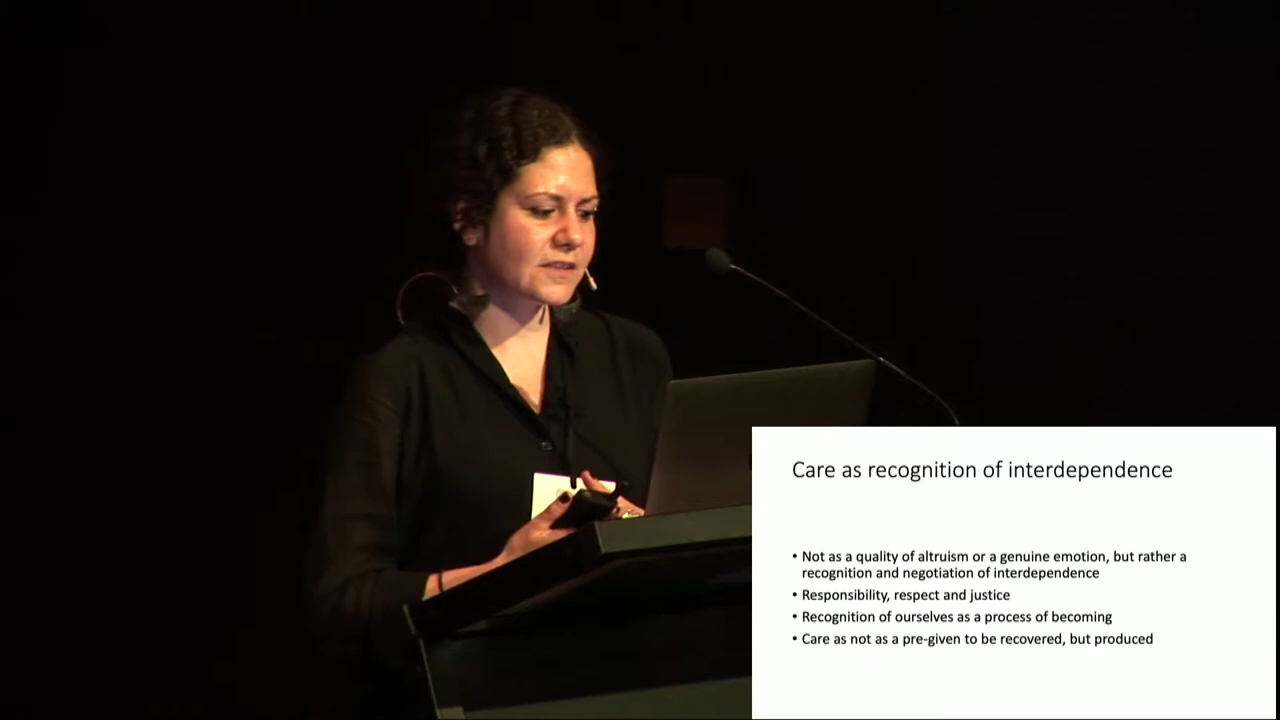 Care as recognition of interdependence
• Not as a quality of altruism or a genuine emotion, but rather a
recognition and negotiation of interdependence
• Responsibility, respect and justice
• Recognition of ourselves as a process of becoming
• Care as not as a pre-given to be recovered, but produced